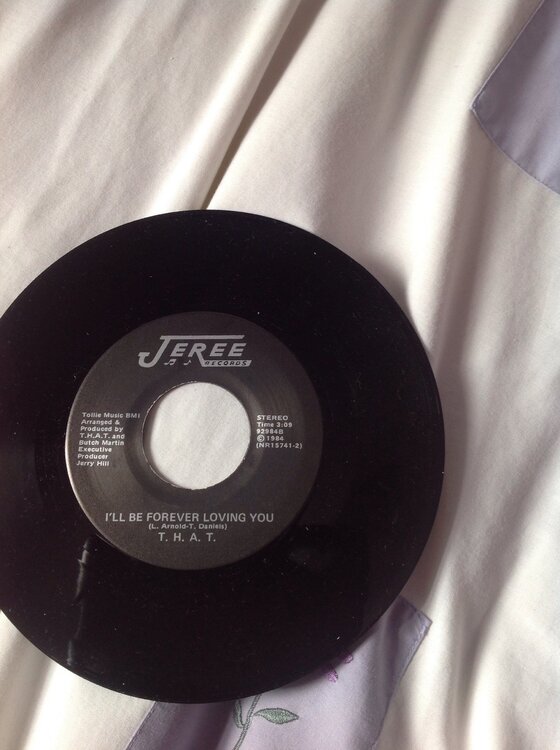 JEREE
RECORDS
Tollie Music BMI
Arranged &
Produced by
T.H.A.T. and
Butch Martin
Executive
Producer
Jerry Hill
STEREO
Time 3:09
92984B
© 1984
(NR15741-2)
I'LL BE FOREVER LOVING YOU
(L. Arnold-T. Daniels)
T. H. A. T.